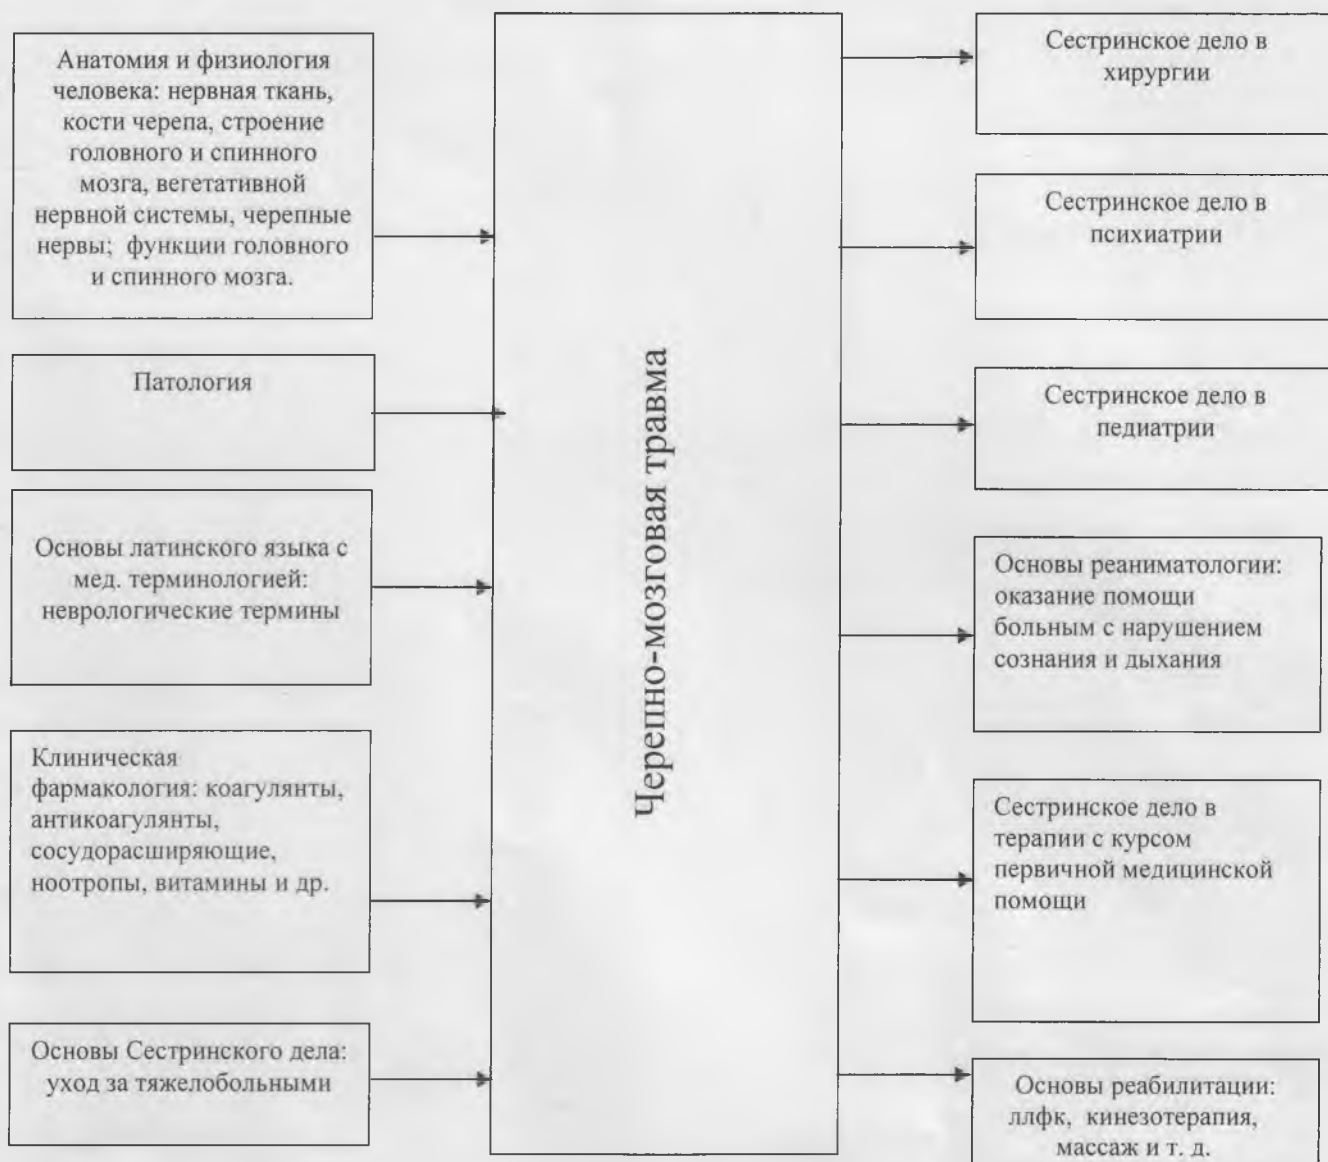 Анатомия и физиология
человека: нервная ткань,
кости черепа, строение
головного и спинного
мозга, вегетативной
нервной системы, черепные
нервы; функции головного
и спинного мозга.
Патология
Основы латинского языка с
мед. терминологией:
неврологические термины
Клиническая
фармакология: коагулянты,
антикоагулянты,
сосудорасширяющие,
ноотропы, витамины и др.
Основы Сестринского дела:
уход за тяжелобольными
Черепно-мозговая травма
Сестринское дело в
хирургии
Сестринское дело в
психиатрии
Сестринское дело в
педиатрии
Основы реаниматологии:
оказание помощи
больным с нарушением
сознания и дыхания
Сестринское дело в
терапии с курсом
первичной медицинской
помощи
Основы реабилитации:
ллфк, кинезотерапия,
массаж и т. д.